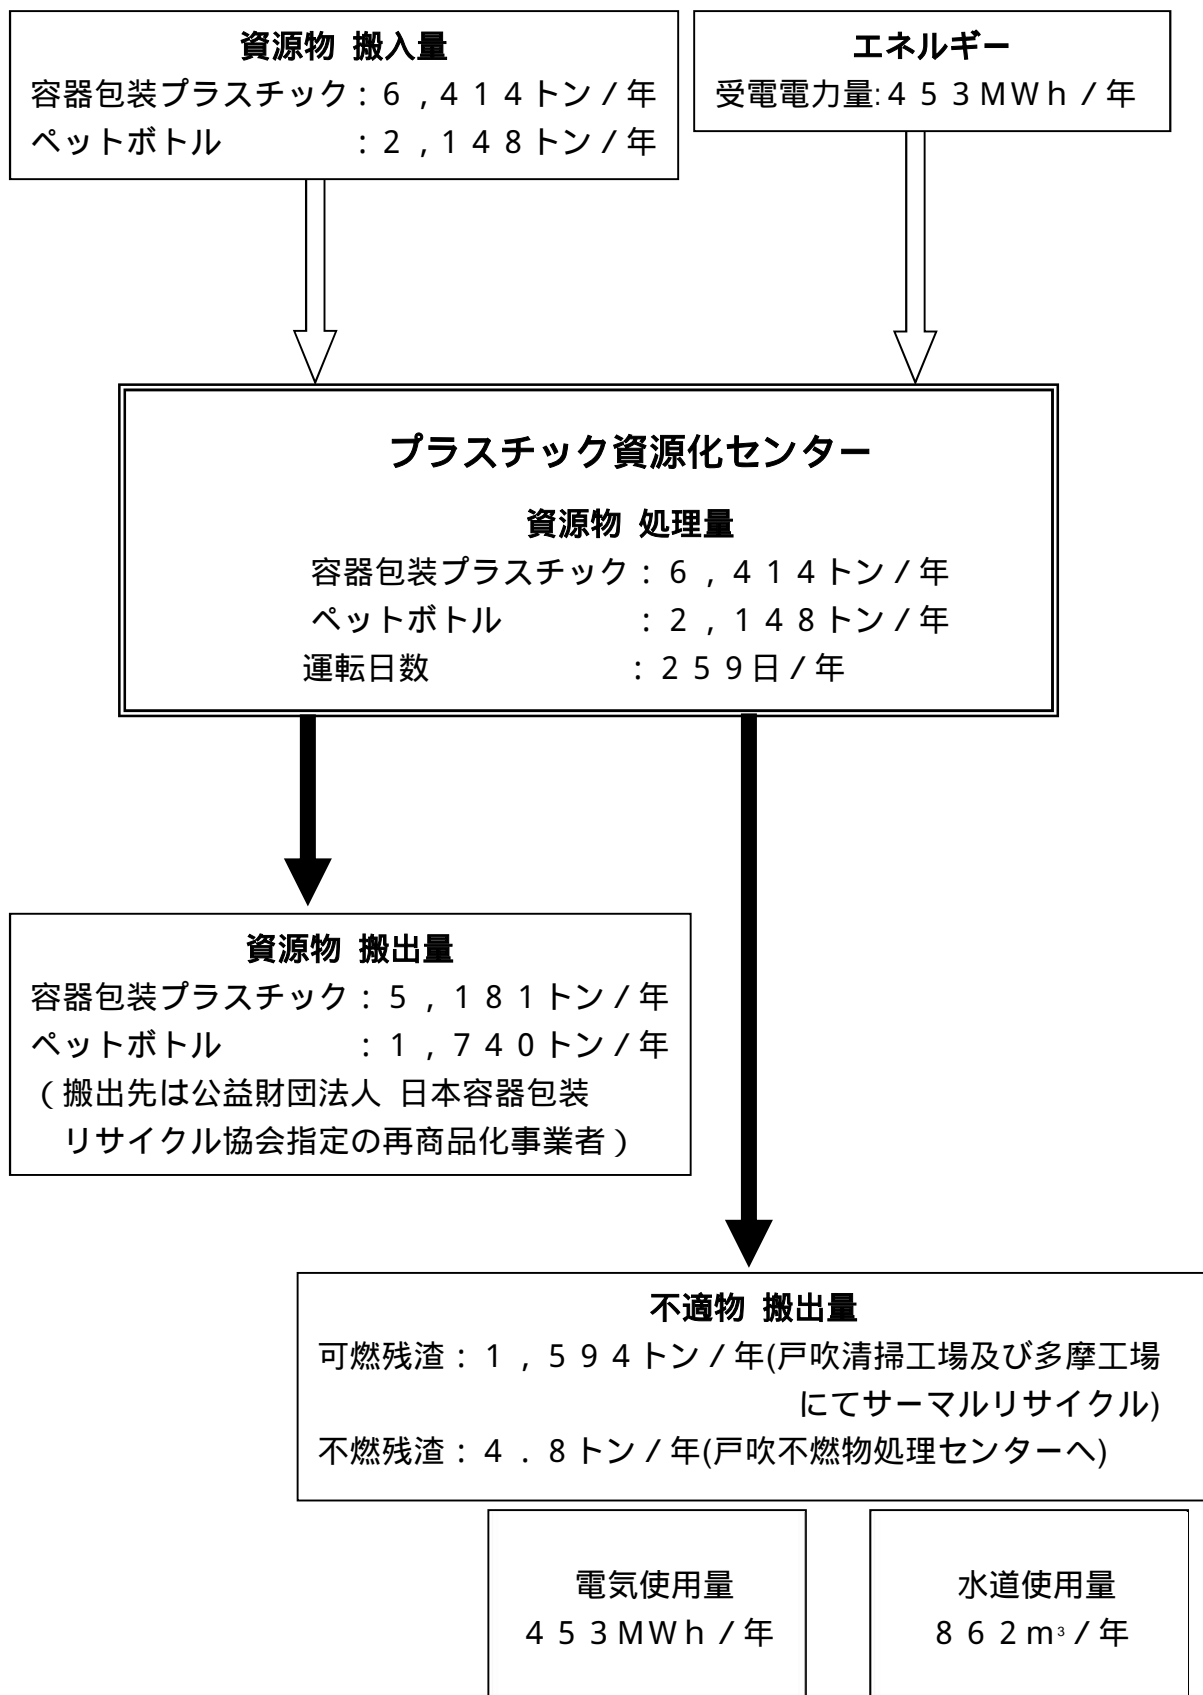 資源物 搬入量
容器包装プラスチック：６，４１４トン／年
ペットボトル　　　　：２，１４８トン／年
エネルギー
受電電力量:４５３MWｈ／年
プラスチック資源化センター
資源物 処理量
容器包装プラスチック：６，４１４トン／年
ペットボトル　　　　：２，１４８トン／年
運転日数　　　　　　：２５９日／年
資源物 搬出量
容器包装プラスチック：５，１８１トン／年
ペットボトル　　　　：１，７４０トン／年
（搬出先は公益財団法人 日本容器包装
リサイクル協会指定の再商品化事業者）
不適物 搬出量
可燃残渣：１，５９４トン／年(戸吹清掃工場及び多摩工場
にてサーマルリサイクル)
不燃残渣：４．８トン／年(戸吹不燃物処理センターへ)
電気使用量
４５３MWｈ／年
水道使用量
８６２ｍ³／年